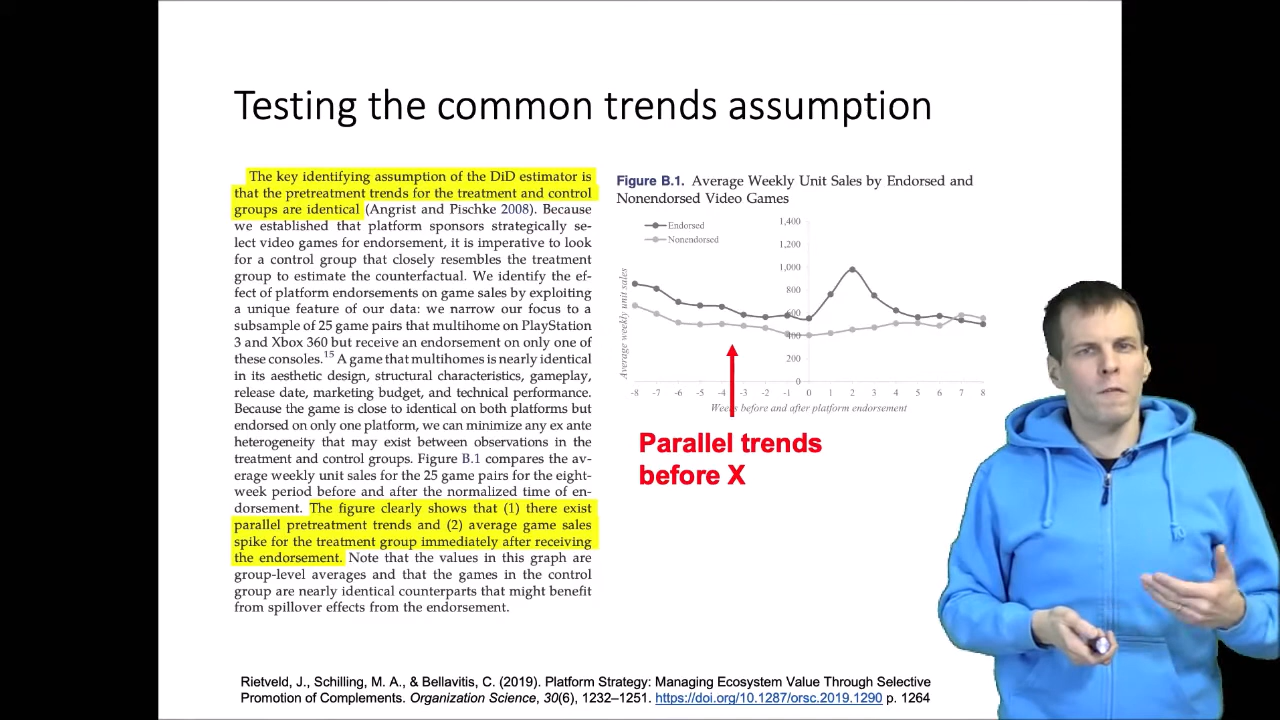 Testing the common trends assumption
The key identifying assumption of the DiD estimator is
that the pretreatment trends for the treatment and control
groups are identical (Angrist and Pischke 2008). Because
we established that platform sponsors strategically se-
lect video games for endorsement, it is imperative to look
for a control group that closely resembles the treatment
group to estimate the counterfactual. We identify the ef-
fect of platform endorsements on game sales by exploiting
a unique feature of our data: we narrow our focus to a
subsample of 25 game pairs that multihome on PlayStation
3 and Xbox 360 but receive an endorsement on only one of
these consoles.15 A game that multihomes is nearly identical
in its aesthetic design, structural characteristics, gameplay,
release date, marketing budget, and technical performance.
Because the game is close to identical on both platforms but
endorsed on only one platform, we can minimize any ex ante
heterogeneity that may exist between observations in the
treatment and control groups. Figure B.1 compares the av-
erage weekly unit sales for the 25 game pairs for the eight-
week period before and after the normalized time of en-
dorsement. The figure clearly shows that (1) there exist
parallel pretreatment trends and (2) average game sales
spike for the treatment group immediately after receiving
the endorsement. Note that the values in this graph are
group-level averages and that the games in the control
group are nearly identical counterparts that might benefit
from spillover effects from the endorsement.
Figure B.1. Average Weekly Unit Sales by Endorsed and
Nonendorsed Video Games
Endorsed
Nonendorsed
Average weekly unit sales
1,400
1,200
1,000
800
600
400
200
0
-8 -7 -6 -5 -4 -3 -2 -1 0 1 2 3 4 5 6 7 8
Weeks before and after platform endorsement
Parallel trends
before X
Rietveld, J., Schilling, M. A., & Bellavitis, C. (2019). Platform Strategy: Managing Ecosystem Value Through Selective
Promotion of Complements. Organization Science, 30(6), 1232–1251. https://doi.org/10.1287/orsc.2019.1290 p. 1264